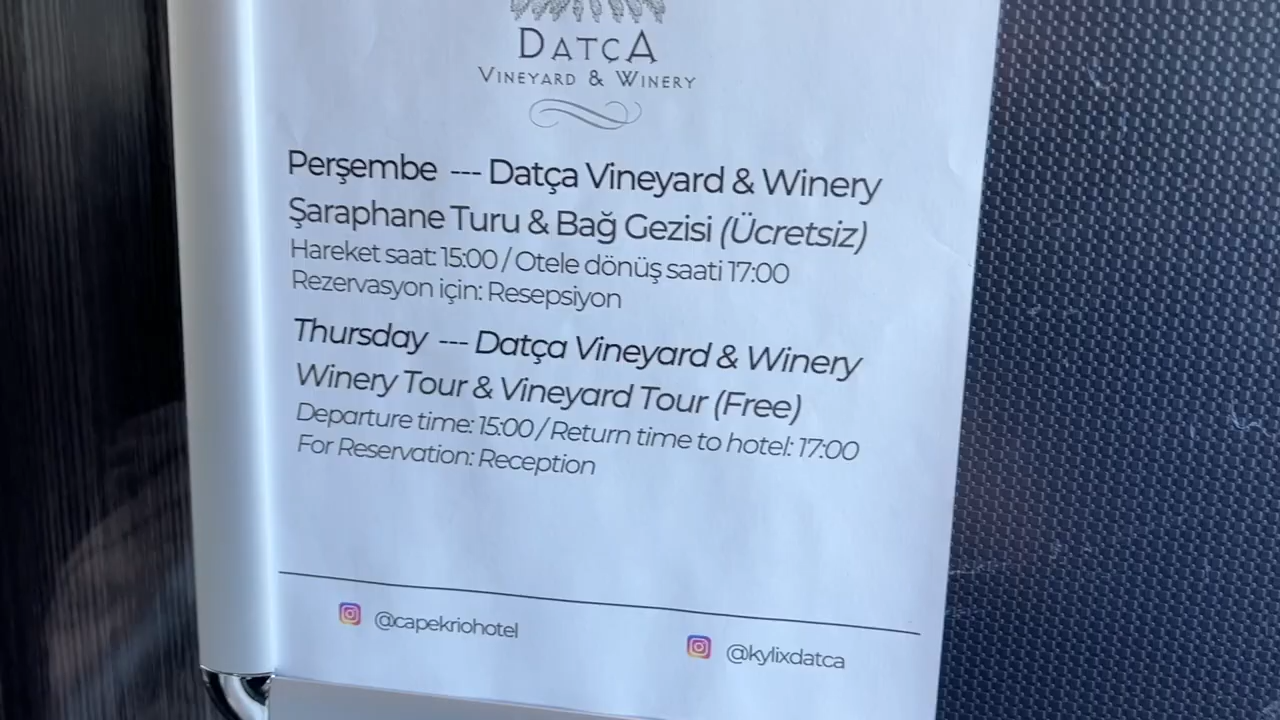 DATÇA
VINEYARD & WINERY
Perşembe --- Datça Vineyard & Winery
Şaraphane Turu & Bağ Gezisi (Ücretsiz)
Hareket saat: 15:00 / Otele dönüş saati 17:00
Rezervasyon için: Resepsiyon
Thursday --- Datça Vineyard & Winery
Winery Tour & Vineyard Tour (Free)
Departure time: 15:00 / Return time to hotel: 17:00
For Reservation: Reception
@capekriohotel
@kylixdatca